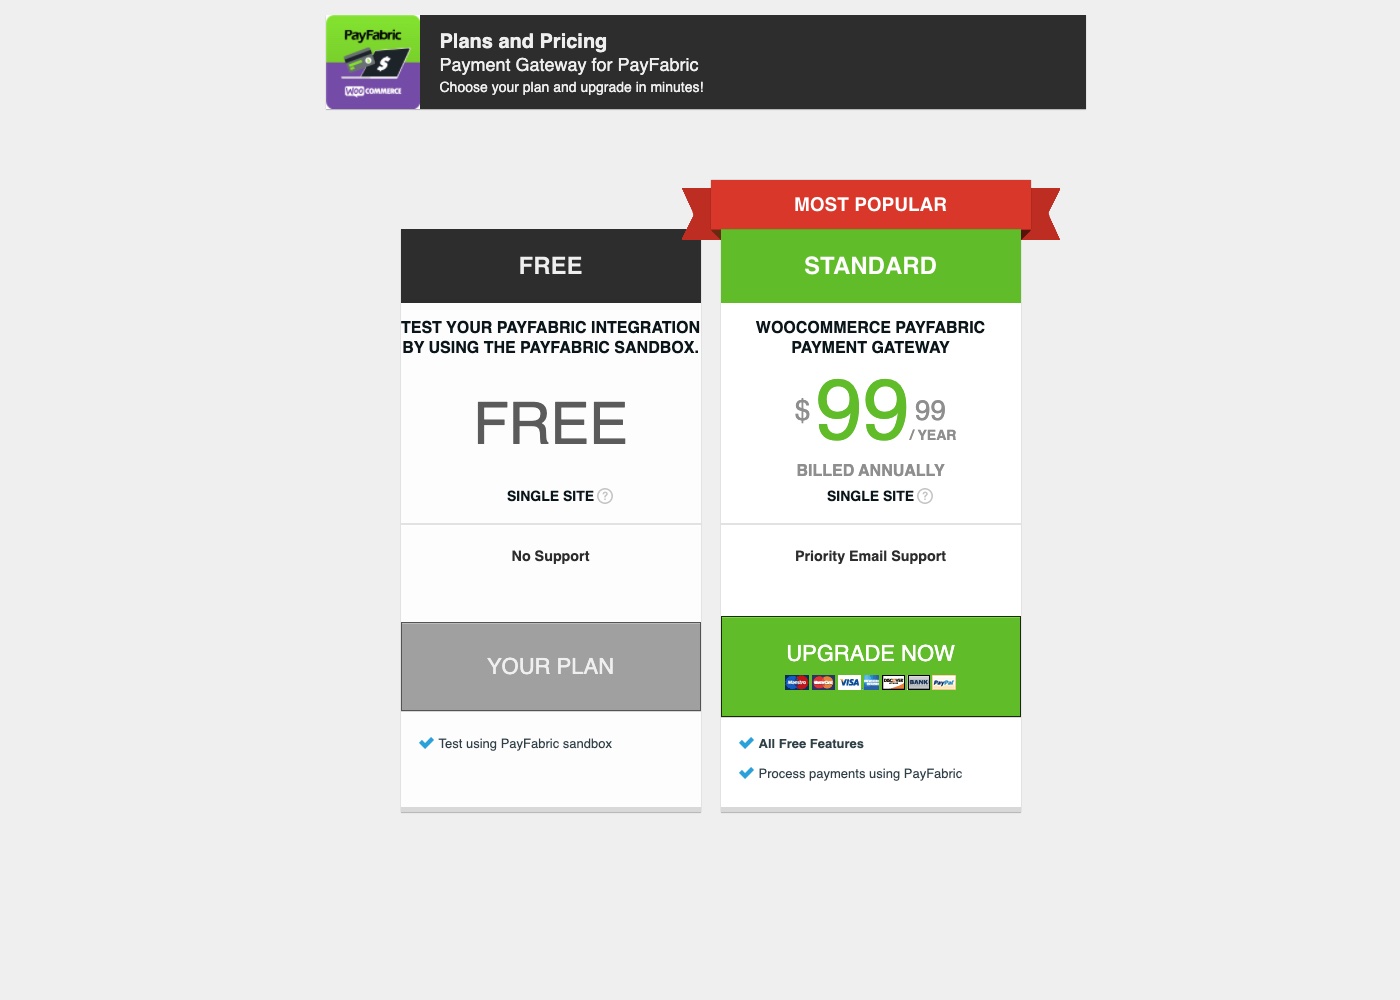 PayFabric
$
WOO COMMERCE
Plans and Pricing
Payment Gateway for PayFabric
Choose your plan and upgrade in minutes!
MOST POPULAR
FREE
TEST YOUR PAYFABRIC INTEGRATION
BY USING THE PAYFABRIC SANDBOX.
FREE
SINGLE SITE ?
No Support
YOUR PLAN
Test using PayFabric sandbox
STANDARD
WOOCOMMERCE PAYFABRIC
PAYMENT GATEWAY
$ 99 99
/ YEAR
BILLED ANNUALLY
SINGLE SITE ?
Priority Email Support
UPGRADE NOW
Maestro MasterCard VISA DISCOVER BANK PayPal
All Free Features
Process payments using PayFabric